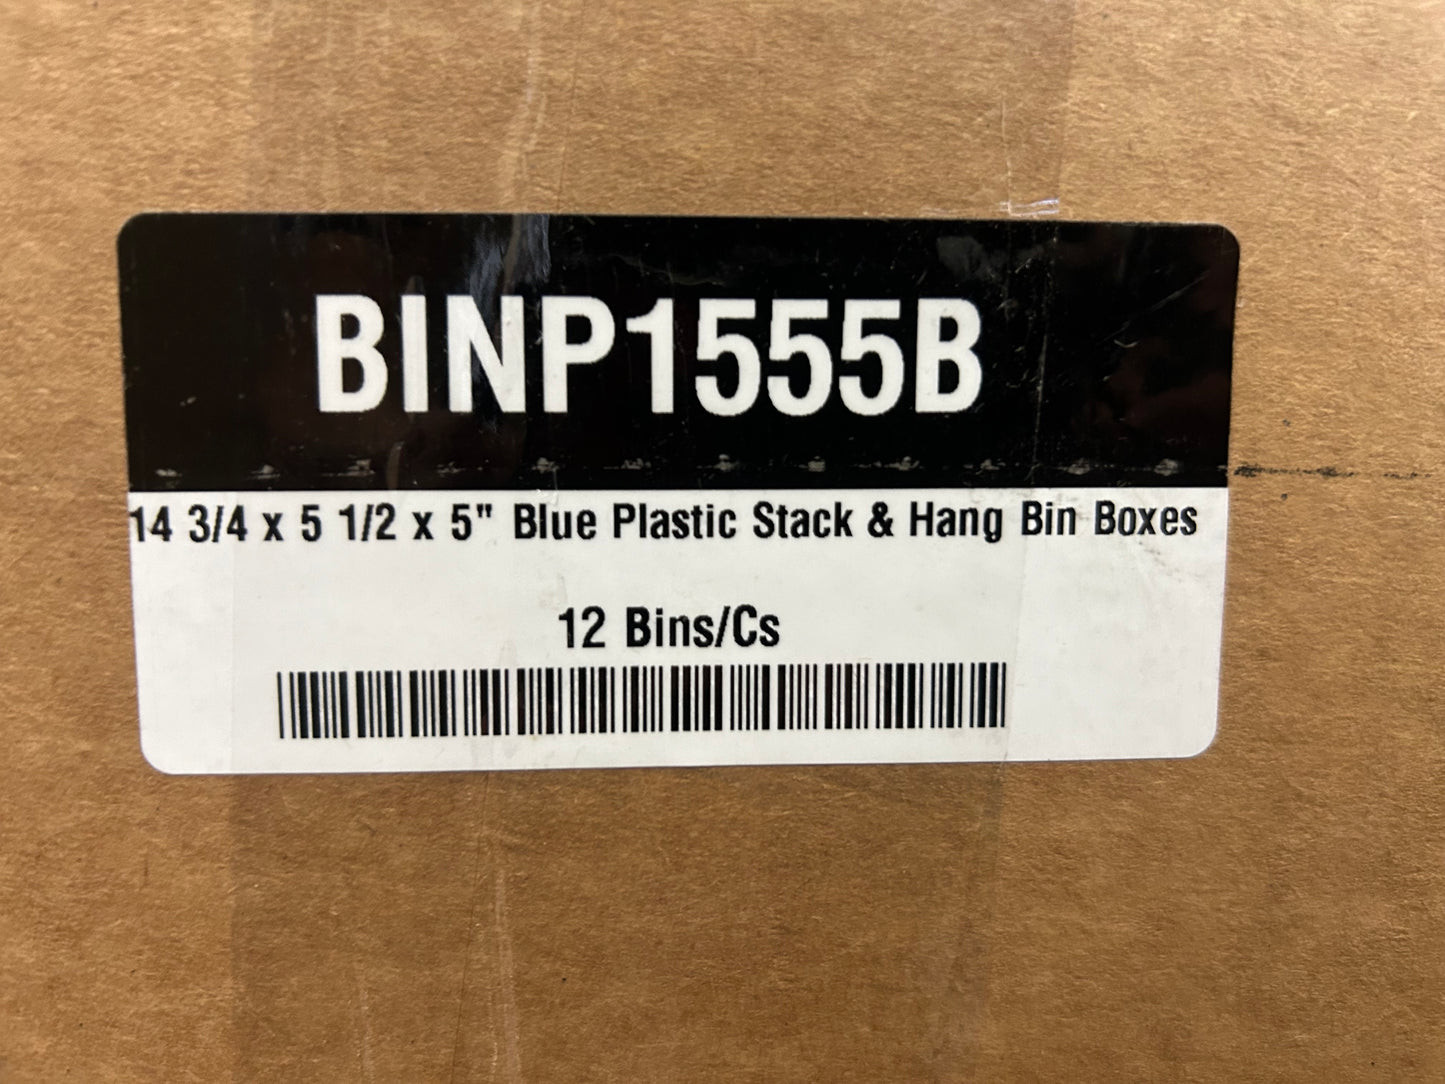 BINP1555B
14 3/4 x 5 1/2 x 5" Blue Plastic Stack & Hang Bin Boxes
12 Bins/Cs